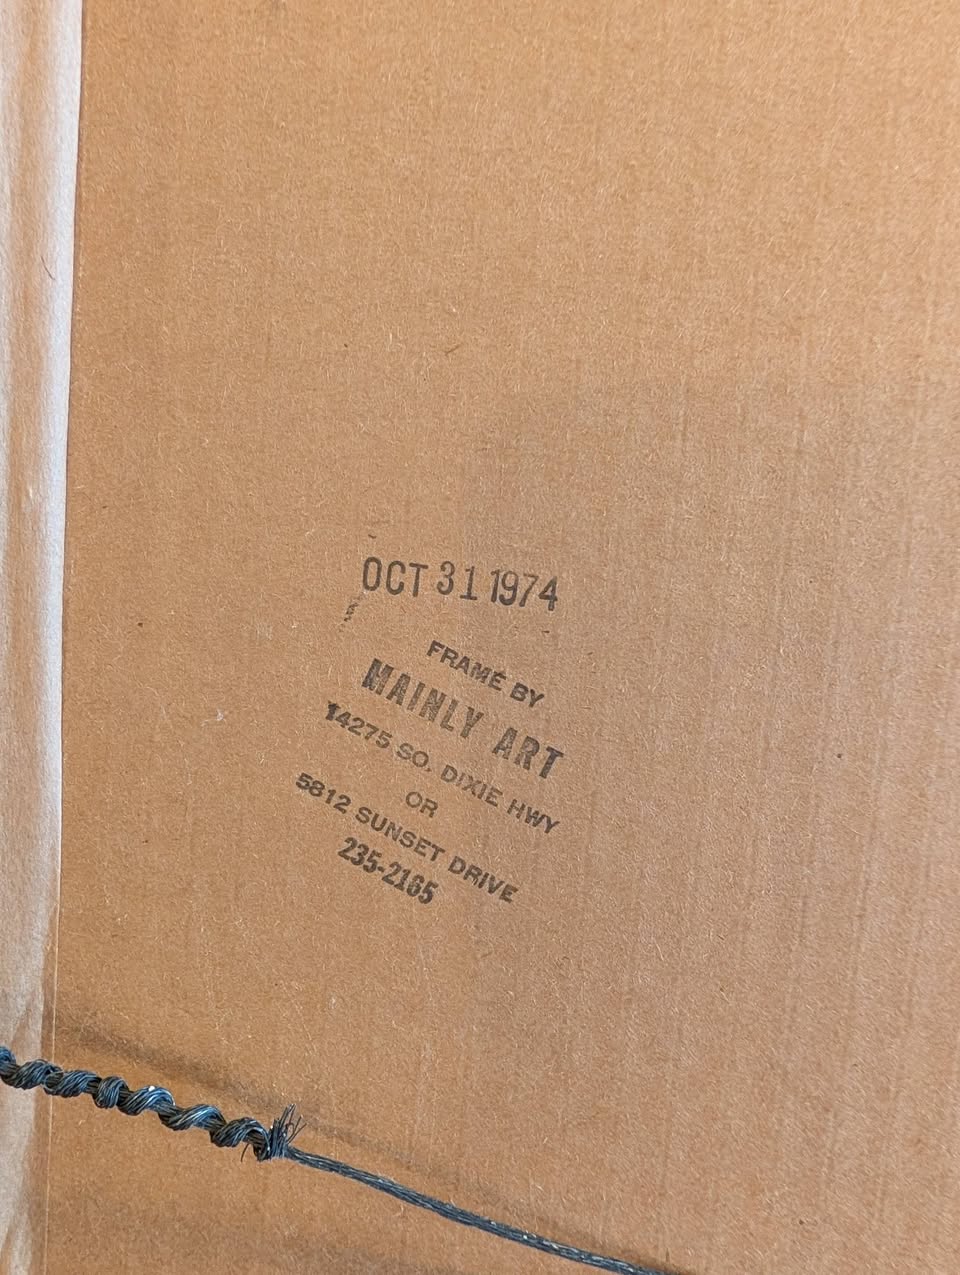 OCT 31 1974
FRAME BY
MAINLY ART
14275 SO. DIXIE HWY
OR
5812 SUNSET DRIVE
235-2165